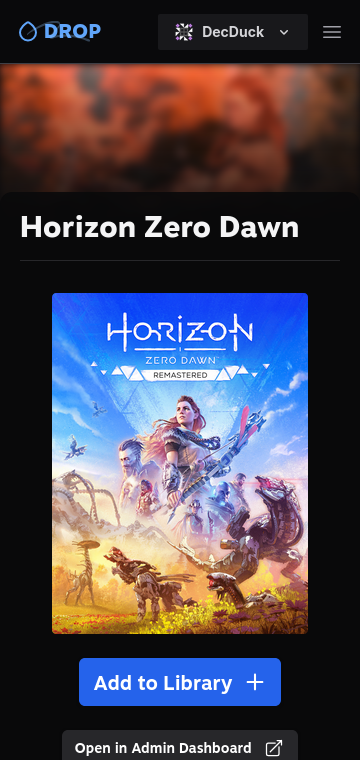 DROP
DecDuck
Horizon Zero Dawn
HORIZON
ZERO DAWN
REMASTERED
Add to Library
Open in Admin Dashboard